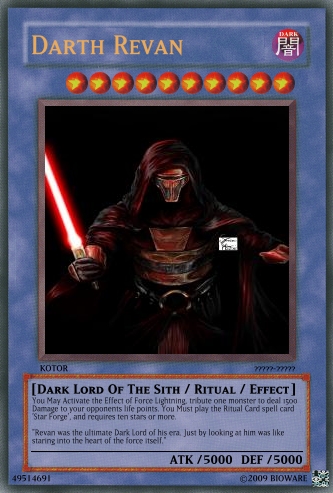 Darth Revan
DARK
闇
KOTOR ?????-?????
[Dark Lord Of The Sith / Ritual / Effect]
You May Activate the Effect of Force Lightning, tribute one monster to deal 1500
Damage to your opponents life points. You Must play the Ritual Card spell card
'Star Forge', and requires ten stars or more.
"Revan was the ultimate Dark Lord of his era. Just by looking at him was like
staring into the heart of the force itself."
ATK /5000 DEF /5000
49514691 ©2009 BIOWARE